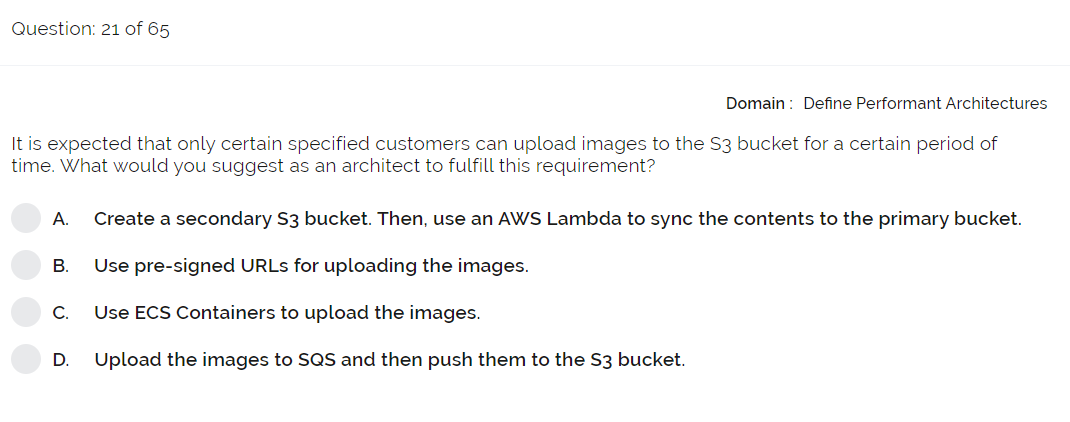 Question: 21 of 65
Domain : Define Performant Architectures
It is expected that only certain specified customers can upload images to the S3 bucket for a certain period of
time. What would you suggest as an architect to fulfill this requirement?
A. Create a secondary S3 bucket. Then, use an AWS Lambda to sync the contents to the primary bucket.
B. Use pre-signed URLs for uploading the images.
C. Use ECS Containers to upload the images.
D. Upload the images to SQS and then push them to the S3 bucket.